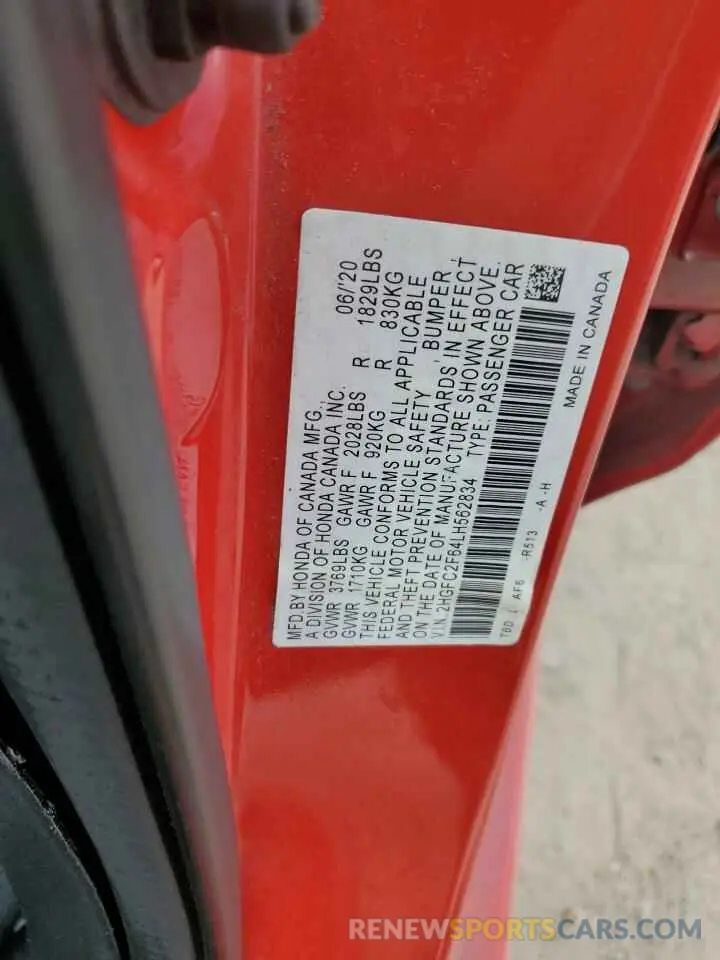 MFD BY HONDA OF CANADA MFG., 06/'20
A DIVISION OF HONDA CANADA INC.
GVWR 3769LBS GAWR F 2028LBS R 1829LBS
GVWR 1710KG GAWR F 920KG R 830KG
THIS VEHICLE CONFORMS TO ALL APPLICABLE
FEDERAL MOTOR VEHICLE SAFETY, BUMPER,
AND THEFT PREVENTION STANDARDS IN EFFECT
ON THE DATE OF MANUFACTURE SHOWN ABOVE.
VIN 2HGFC2F64LH562834 TYPE: PASSENGER CAR
T6D AF6 -R513 -A -H MADE IN CANADA
RENEWSPORTSCARS.COM